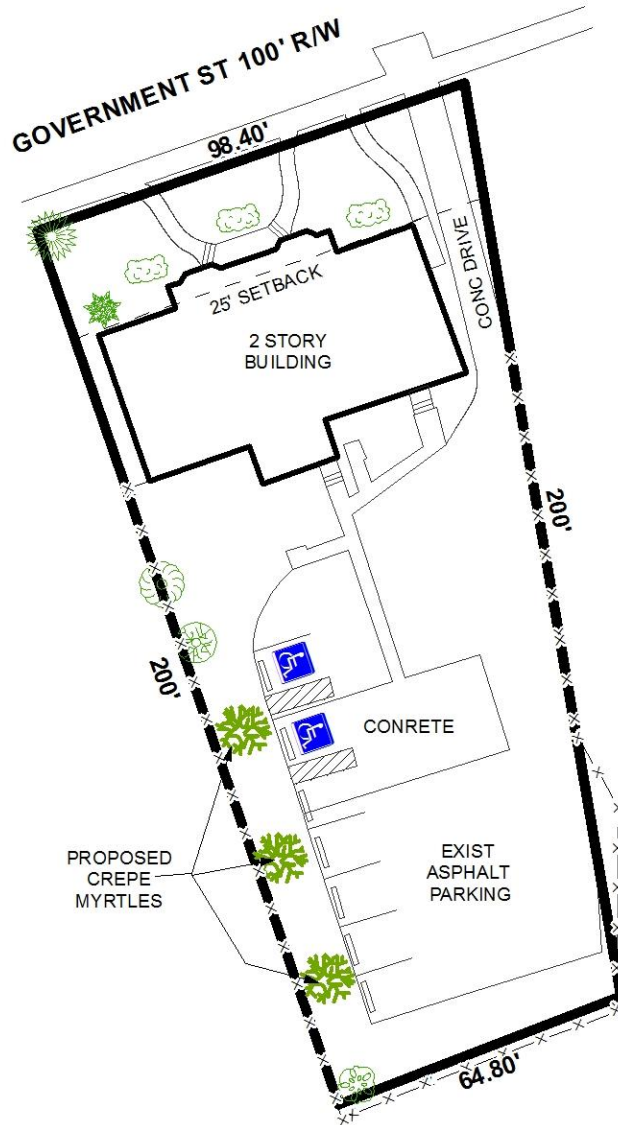 GOVERNMENT ST 100' R/W
98.40'
25' SETBACK
CONC DRIVE
2 STORY
BUILDING
200'
200'
CONRETE
PROPOSED
CREPE
MYRTLES
EXIST
ASPHALT
PARKING
64.80'